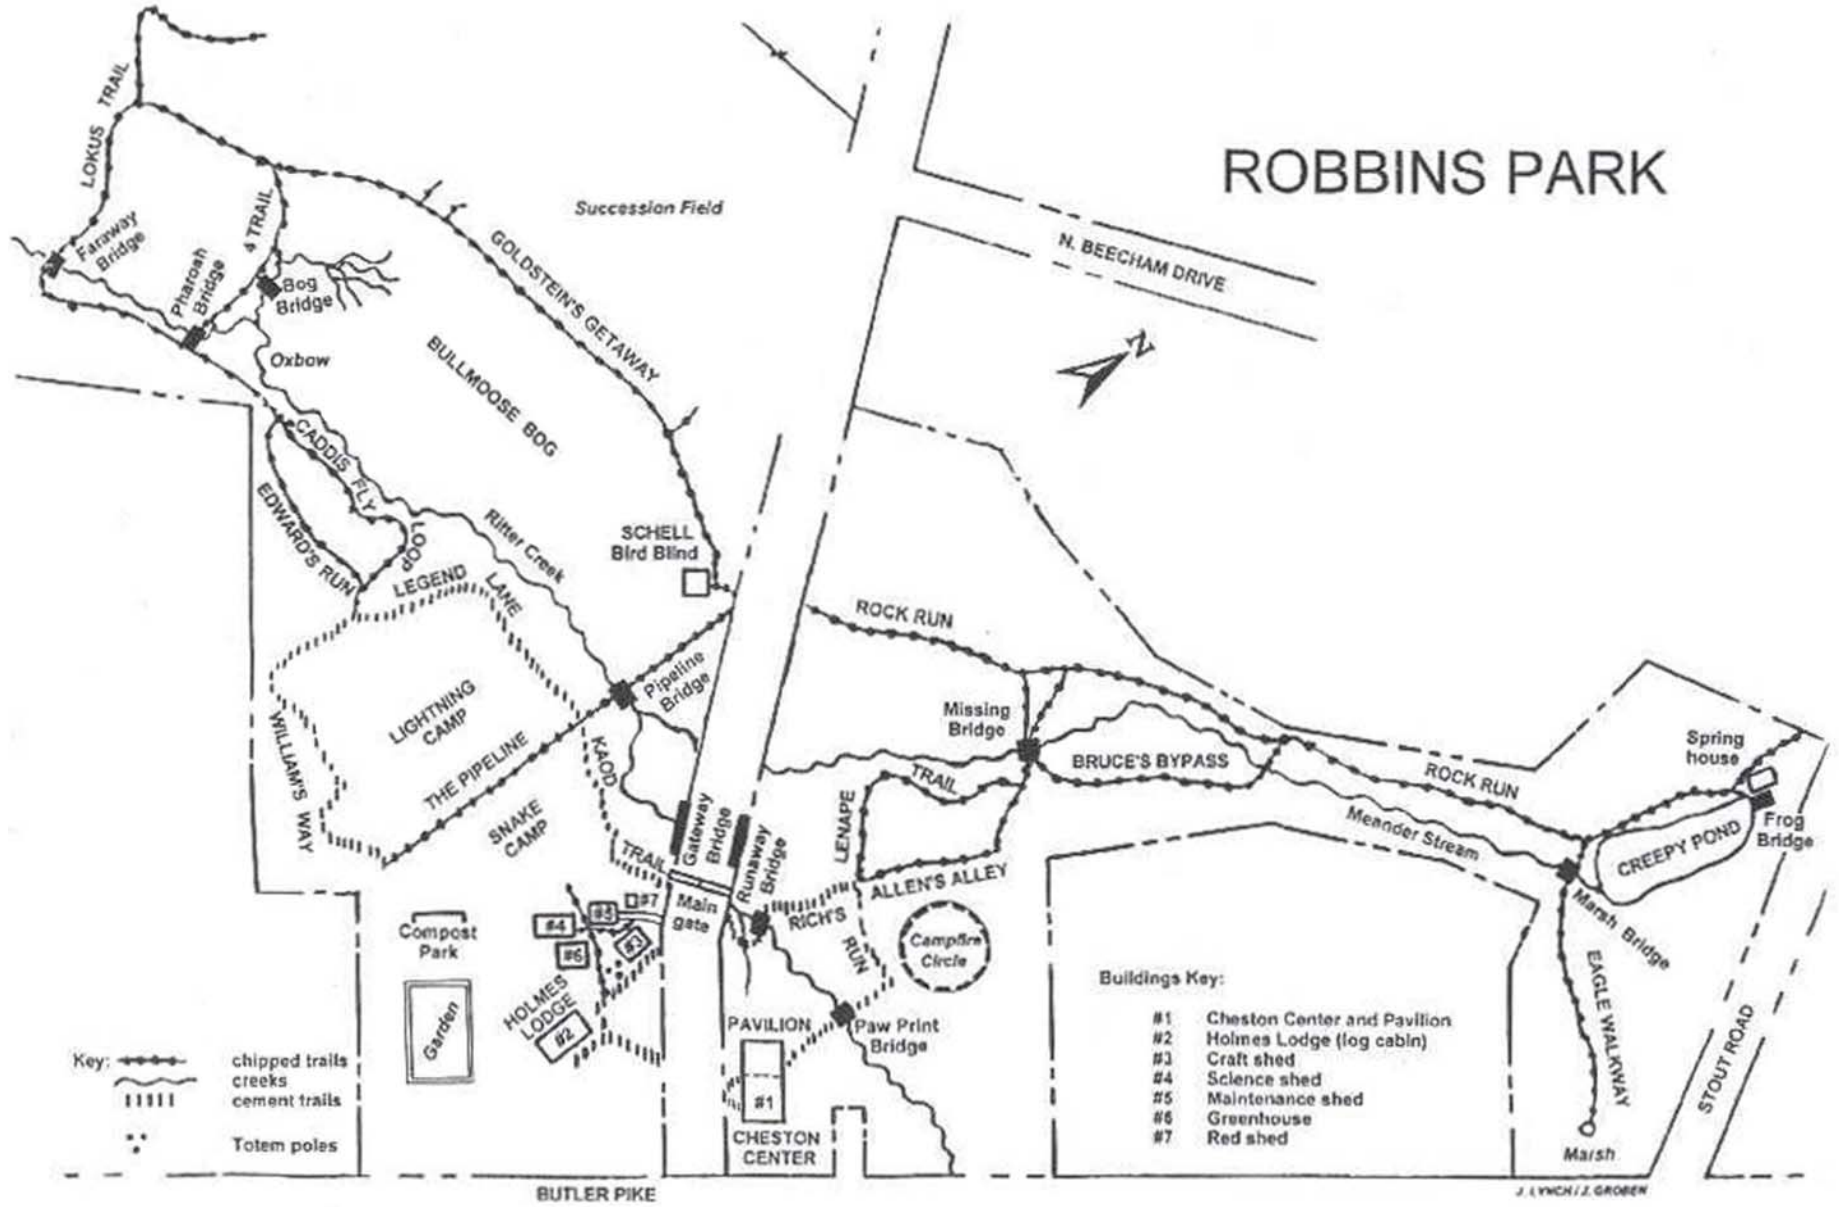 ROBBINS PARK
LOKUS TRAIL
Faraway
Bridge
Pharoah
Bridge
4 TRAIL
Bog
Bridge
Oxbow
Succession Field
GOLDSTEIN'S GETAWAY
BULLMOOSE BOG
N. BEECHAM DRIVE
N
CADDIS FLY LOOP
EDWARD'S RUN
Ritter Creek
SCHELL
Bird Blind
LEGEND LANE
ROCK RUN
LIGHTNING
CAMP
WILLIAM'S WAY
THE PIPELINE
Pipeline
Bridge
KAOD TRAIL
SNAKE
CAMP
Gateway
Bridge
Runaway
Bridge
Main
gate
Missing
Bridge
BRUCE'S BYPASS
LENAPE TRAIL
ALLEN'S ALLEY
RICH'S RUN
Campfire
Circle
ROCK RUN
Meander Stream
Spring
house
Frog
Bridge
CREEPY POND
Marsh Bridge
EAGLE WALKWAY
Marsh
STOUT ROAD
Compost
Park
Garden
#4
#5
#7
#6
#3
HOLMES
LODGE
#2
PAVILION
#1
CHESTON
CENTER
Paw Print
Bridge
Key:
chipped trails
creeks
cement trails
Totem poles
Buildings Key:
#1 Cheston Center and Pavilion
#2 Holmes Lodge (log cabin)
#3 Craft shed
#4 Science shed
#5 Maintenance shed
#6 Greenhouse
#7 Red shed
BUTLER PIKE
J. LYNCH / J. GROBEN